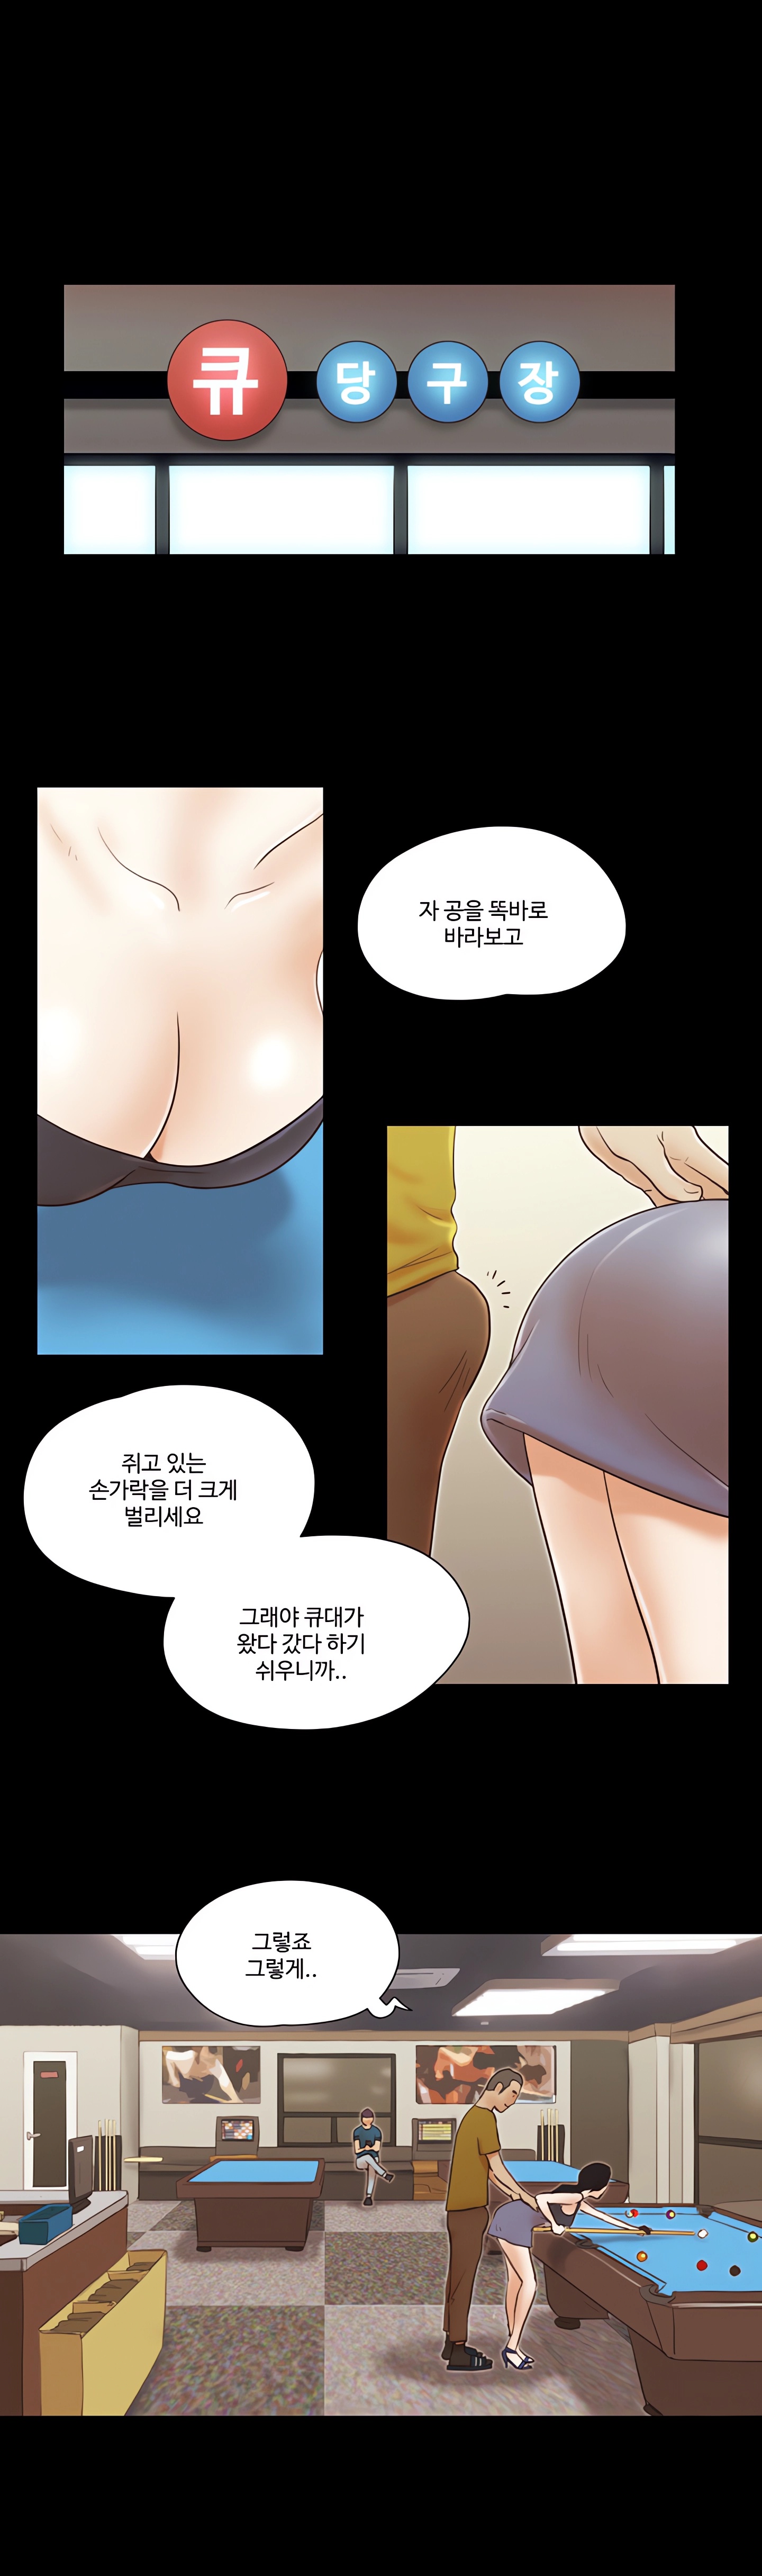 큐 당구장
자 공을 똑바로
바라보고
쥐고 있는
손가락을 더 크게
벌리세요
그래야 큐대가
왔다 갔다 하기
쉬우니까..
그렇죠
그렇게..